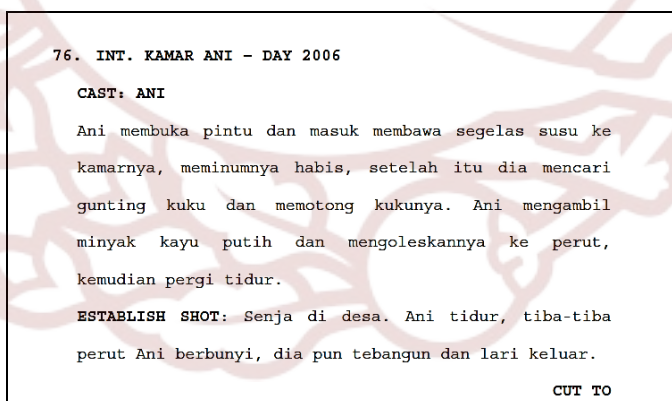 76. INT. KAMAR ANI – DAY 2006
CAST: ANI
Ani membuka pintu dan masuk membawa segelas susu ke
kamarnya, meminumnya habis, setelah itu dia mencari
gunting kuku dan memotong kukunya. Ani mengambil
minyak kayu putih dan mengoleskannya ke perut,
kemudian pergi tidur.
ESTABLISH SHOT: Senja di desa. Ani tidur, tiba-tiba
perut Ani berbunyi, dia pun tebangun dan lari keluar.
CUT TO